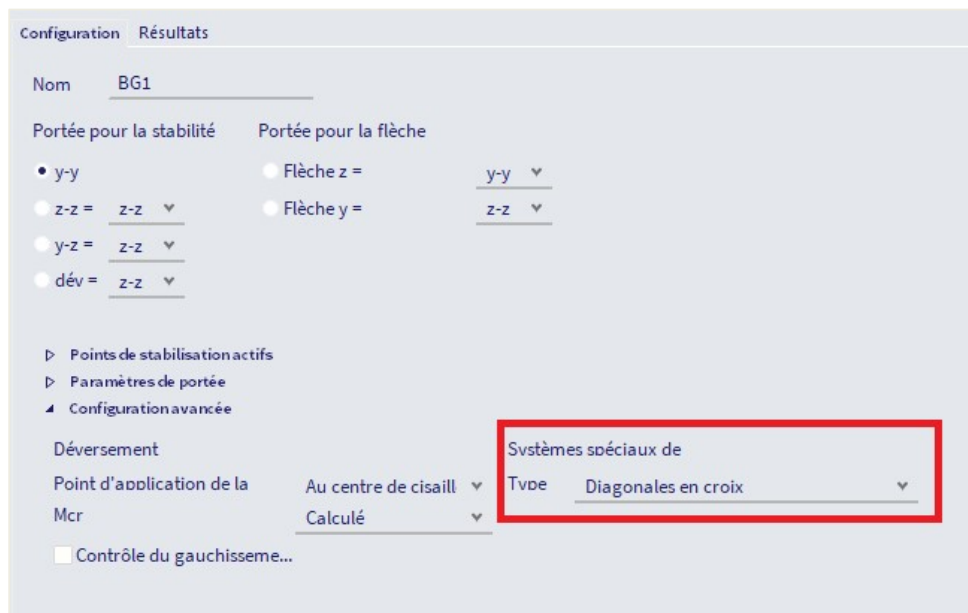 Configuration Résultats
Nom BG1
Portée pour la stabilité Portée pour la flèche
y-y Flèche z = y-y
z-z = z-z Flèche y = z-z
y-z = z-z
dév = z-z
Points de stabilisation actifs
Paramètres de portée
Configuration avancée
Déversement Systèmes spéciaux de
Point d'application de la Au centre de cisaill Type Diagonales en croix
Mcr Calculé
Contrôle du gauchisseme...